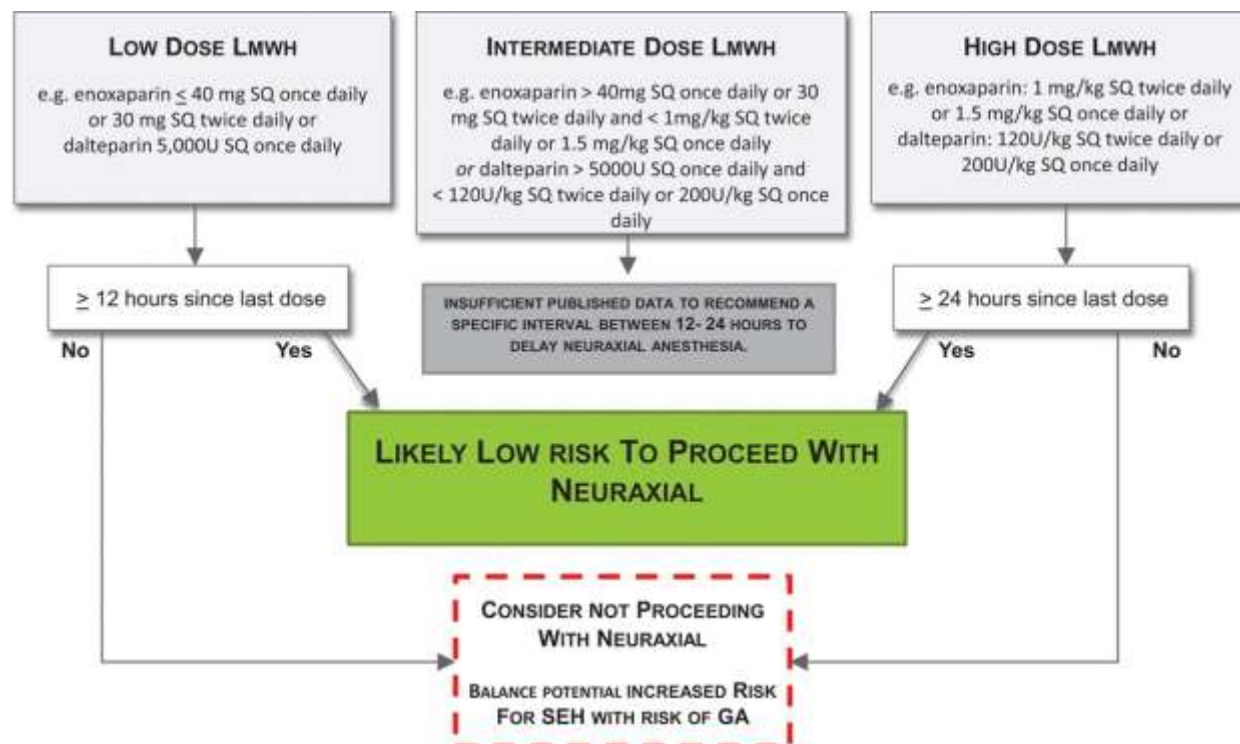 LOW DOSE LMWH
e.g. enoxaparin ≤ 40 mg SQ once daily
or 30 mg SQ twice daily or
dalteparin 5,000U SQ once daily
INTERMEDIATE DOSE LMWH
e.g. enoxaparin > 40mg SQ once daily or 30
mg SQ twice daily and < 1mg/kg SQ twice
daily or 1.5 mg/kg SQ once daily
or dalteparin > 5000U SQ once daily and
< 120U/kg SQ twice daily or 200U/kg SQ once
daily
HIGH DOSE LMWH
e.g. enoxaparin: 1 mg/kg SQ twice daily
or 1.5 mg/kg SQ once daily or
dalteparin: 120U/kg SQ twice daily or
200U/kg SQ once daily
≥ 12 hours since last dose
INSUFFICIENT PUBLISHED DATA TO RECOMMEND A
SPECIFIC INTERVAL BETWEEN 12- 24 HOURS TO
DELAY NEURAXIAL ANESTHESIA.
≥ 24 hours since last dose
No
Yes
Yes
No
LIKELY LOW RISK TO PROCEED WITH
NEURAXIAL
CONSIDER NOT PROCEEDING
WITH NEURAXIAL
BALANCE POTENTIAL INCREASED RISK
FOR SEH WITH RISK OF GA